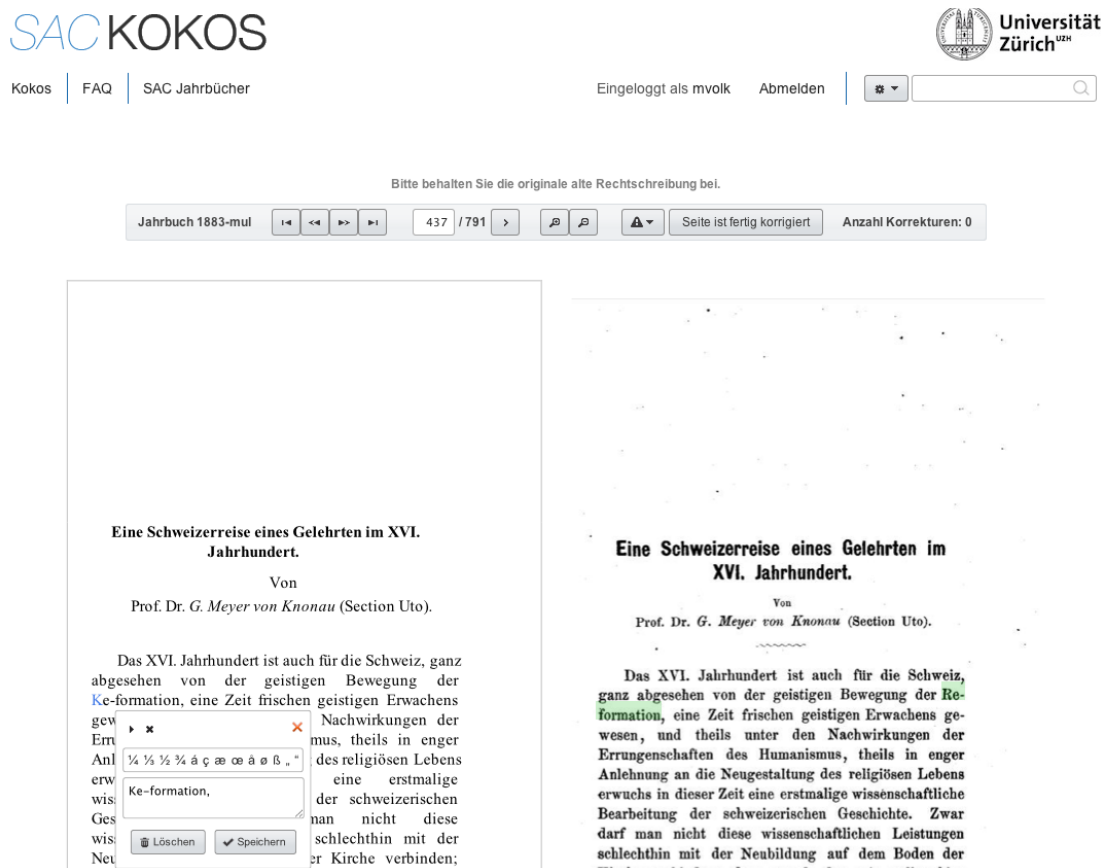 SAC KOKOS
Universität
Zürich UZH
Kokos
FAQ
SAC Jahrbücher
Eingeloggt als mvolk
Abmelden
Bitte behalten Sie die originale alte Rechtschreibung bei.
Jahrbuch 1883-mul
437 / 791
Seite ist fertig korrigiert
Anzahl Korrekturen: 0
Eine Schweizerreise eines Gelehrten im XVI.
Jahrhundert.
Von
Prof. Dr. G. Meyer von Knonau (Section Uto).
Das XVI. Jahrhundert ist auch für die Schweiz, ganz
abgesehen von der geistigen Bewegung der
Ke-formation, eine Zeit frischen geistigen Erwachens
gew Nachwirkungen der
Erru mus, theils in enger
Anl des religiösen Lebens
erw eine erstmalige
wis der schweizerischen
Ges man nicht diese
wis schlechthin mit der
Neu er Kirche verbinden;
¼ ⅓ ½ ¾ á ç æ œ å ø ß „ “
Ke-formation,
Löschen
Speichern
Eine Schweizerreise eines Gelehrten im
XVI. Jahrhundert.
Von
Prof. Dr. G. Meyer von Knonau (Section Uto).
Das XVI. Jahrhundert ist auch für die Schweiz,
ganz abgesehen von der geistigen Bewegung der Re-
formation, eine Zeit frischen geistigen Erwachens ge-
wesen, und theils unter den Nachwirkungen der
Errungenschaften des Humanismus, theils in enger
Anlehnung an die Neugestaltung des religiösen Lebens
erwuchs in dieser Zeit eine erstmalige wissenschaftliche
Bearbeitung der schweizerischen Geschichte. Zwar
darf man nicht diese wissenschaftlichen Leistungen
schlechthin mit der Neubildung auf dem Boden der